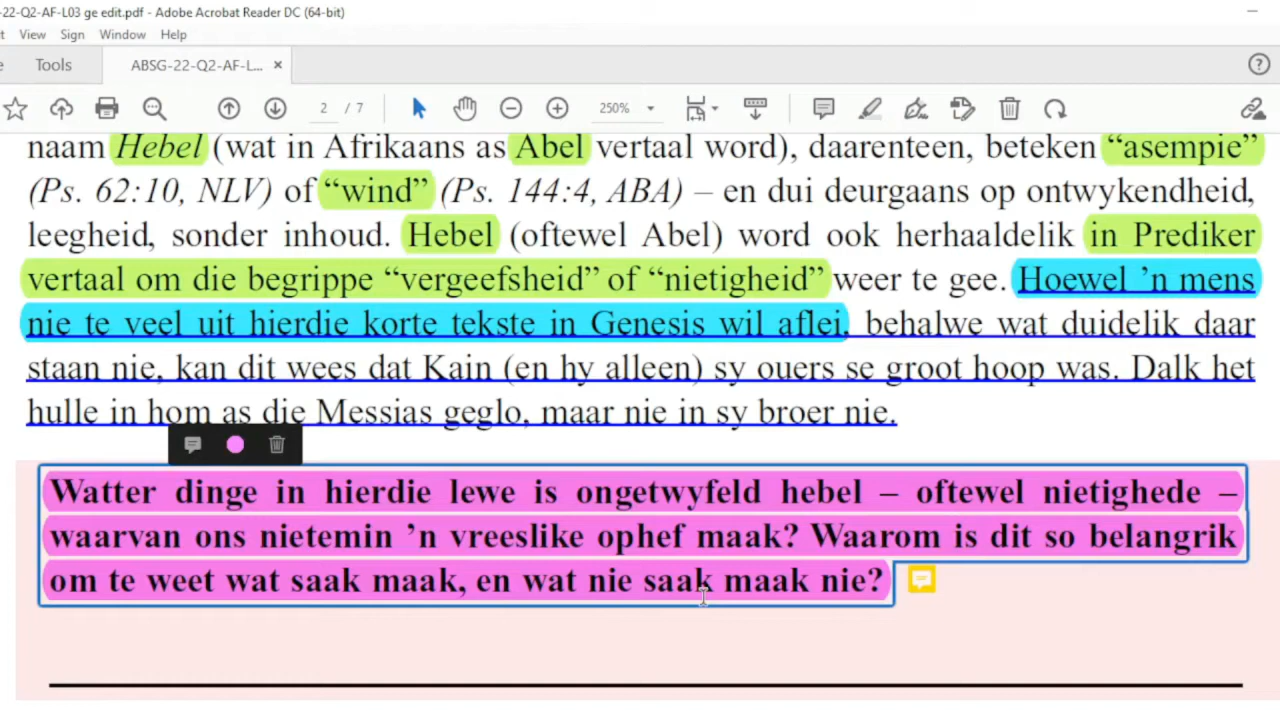 -22-Q2-AF-L03 ge edit.pdf - Adobe Acrobat Reader DC (64-bit)
t View Sign Window Help
e Tools ABSG-22-Q2-AF-L... ×
2 / 7 250%
naam Hebel (wat in Afrikaans as Abel vertaal word), daarenteen, beteken “asempie”
(Ps. 62:10, NLV) of “wind” (Ps. 144:4, ABA) – en dui deurgaans op ontwykendheid,
leegheid, sonder inhoud. Hebel (oftewel Abel) word ook herhaaldelik in Prediker
vertaal om die begrippe “vergeefsheid” of “nietigheid” weer te gee. Hoewel ’n mens
nie te veel uit hierdie korte tekste in Genesis wil aflei, behalwe wat duidelik daar
staan nie, kan dit wees dat Kain (en hy alleen) sy ouers se groot hoop was. Dalk het
hulle in hom as die Messias geglo, maar nie in sy broer nie.
Watter dinge in hierdie lewe is ongetwyfeld hebel – oftewel nietighede –
waarvan ons nietemin ’n vreeslike ophef maak? Waarom is dit so belangrik
om te weet wat saak maak, en wat nie saak maak nie?